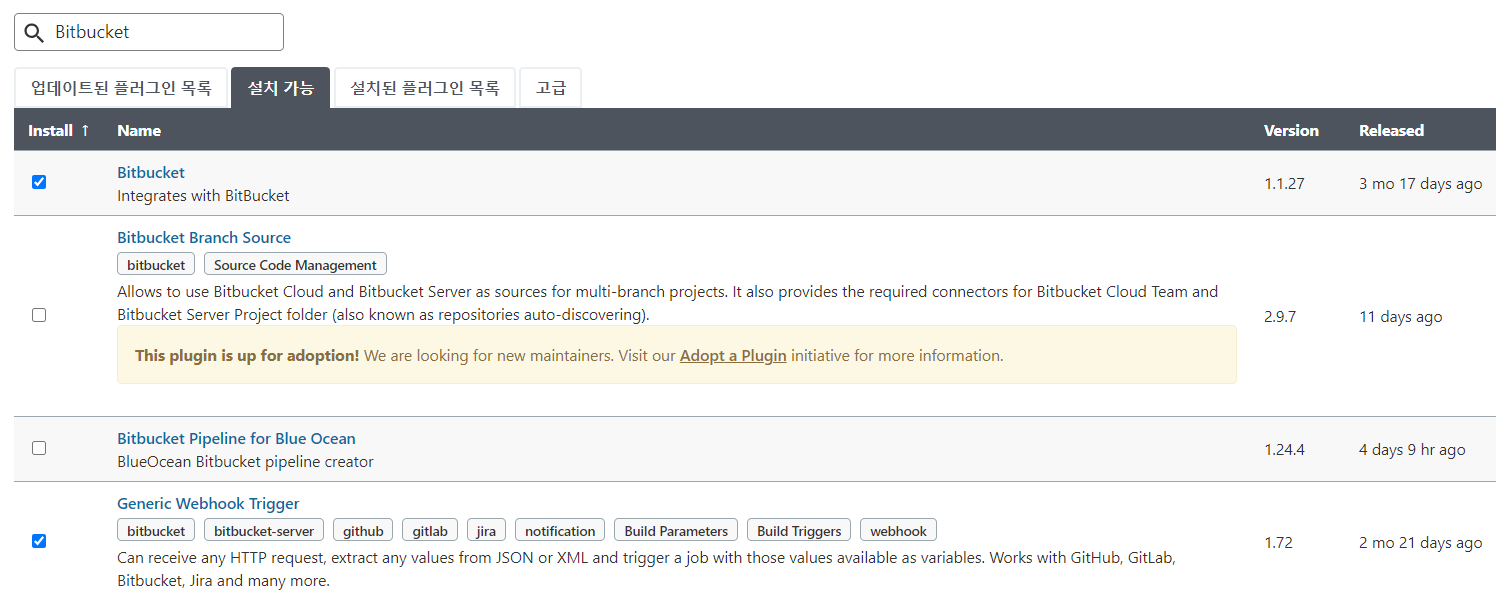 Bitbucket
업데이트된 플러그인 목록 설치 가능 설치된 플러그인 목록 고급
Install ↑ Name Version Released
Bitbucket
Integrates with BitBucket
1.1.27 3 mo 17 days ago
Bitbucket Branch Source
bitbucket Source Code Management
Allows to use Bitbucket Cloud and Bitbucket Server as sources for multi-branch projects. It also provides the required connectors for Bitbucket Cloud Team and
Bitbucket Server Project folder (also known as repositories auto-discovering).
2.9.7 11 days ago
This plugin is up for adoption! We are looking for new maintainers. Visit our Adopt a Plugin initiative for more information.
Bitbucket Pipeline for Blue Ocean
BlueOcean Bitbucket pipeline creator
1.24.4 4 days 9 hr ago
Generic Webhook Trigger
bitbucket bitbucket-server github gitlab jira notification Build Parameters Build Triggers webhook
Can receive any HTTP request, extract any values from JSON or XML and trigger a job with those values available as variables. Works with GitHub, GitLab,
Bitbucket, Jira and many more.
1.72 2 mo 21 days ago